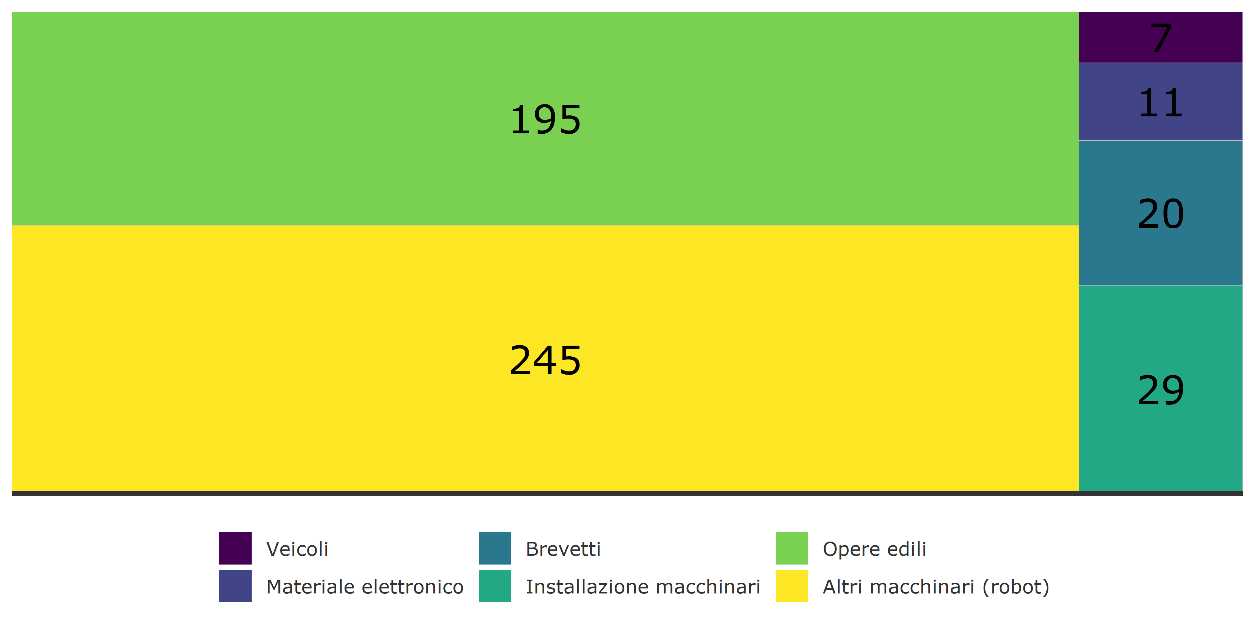 7
195
11
20
245
29
Veicoli
Brevetti
Opere edili
Materiale elettronico
Installazione macchinari
Altri macchinari (robot)